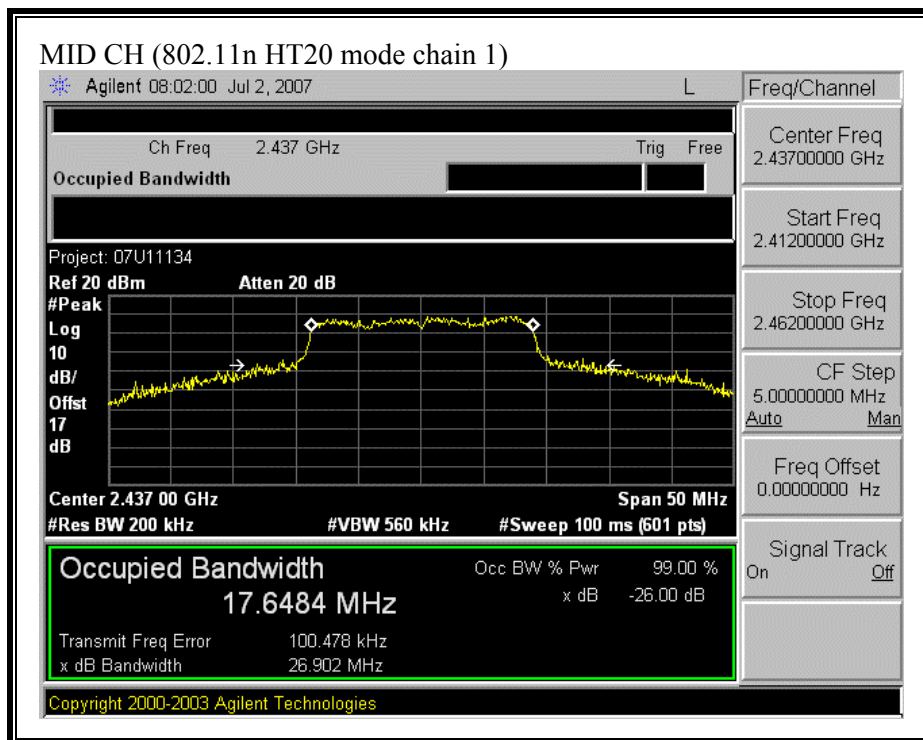 MID CH (802.11n HT20 mode chain 1)
Agilent 08:02:00 Jul 2, 2007 L
Freq/Channel
Ch Freq 2.437 GHz Trig Free
Occupied Bandwidth
Center Freq
2.43700000 GHz
Start Freq
2.41200000 GHz
Stop Freq
2.46200000 GHz
CF Step
5.00000000 MHz
Auto Man
Freq Offset
0.00000000 Hz
Signal Track
On Off
Project: 07U11134
Ref 20 dBm Atten 20 dB
#Peak
Log
10
dB/
Offst
17
dB
Center 2.437 00 GHz Span 50 MHz
#Res BW 200 kHz #VBW 560 kHz #Sweep 100 ms (601 pts)
Occupied Bandwidth Occ BW % Pwr 99.00 %
17.6484 MHz x dB -26.00 dB
Transmit Freq Error 100.478 kHz
x dB Bandwidth 26.902 MHz
Copyright 2000-2003 Agilent Technologies